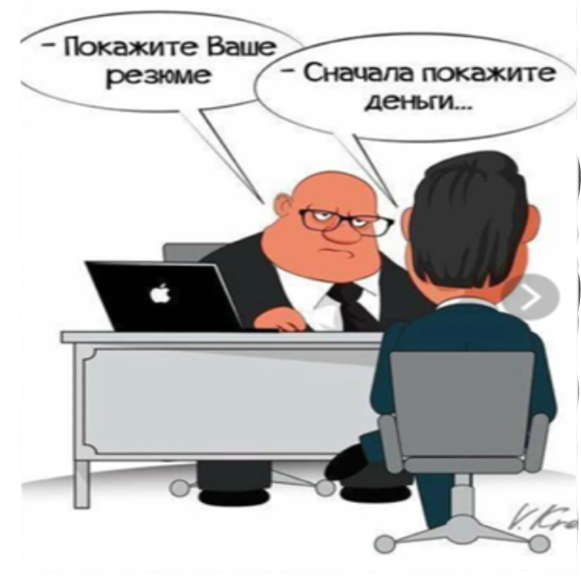 - Покажите Ваше
резюме
- Сначала покажите
деньги...